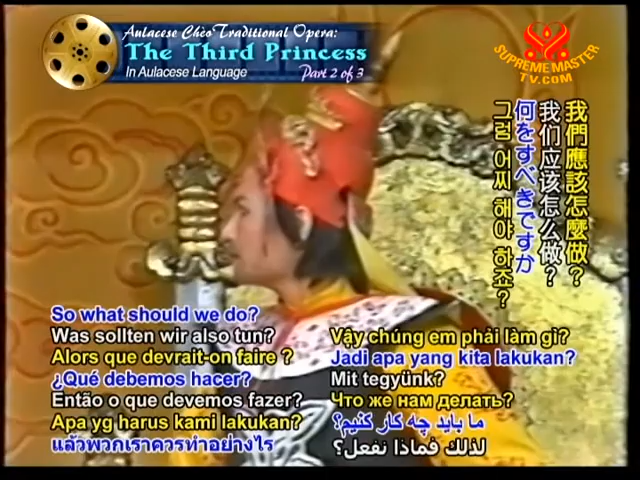 Aulacese Chèo Traditional Opera:
The Third Princess
In Aulacese Language
Part 2 of 3
SUPREME MASTER
TV.COM
我們應該怎麼做?
我们应该怎么做?
何をすべきですか
그럼 어찌 해야 하죠?
So what should we do?
Was sollten wir also tun?
Alors que devrait-on faire ?
¿Qué debemos hacer?
Então o que devemos fazer?
Apa yg harus kami lakukan?
แล้วพวกเราควรทำอย่างไร
Vậy chúng em phải làm gì?
Jadi apa yang kita lakukan?
Mit tegyünk?
Что же нам делать?
ما باید چه کار کنیم؟
لذلك فماذا نفعل؟